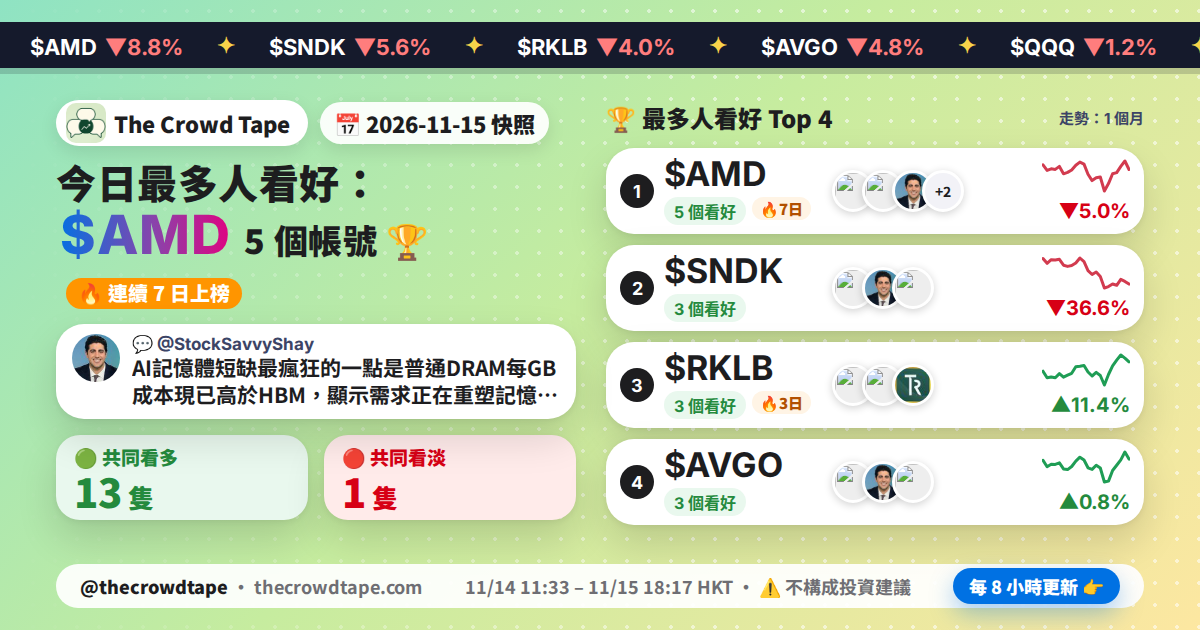 $AMD ▼8.8% ✦ $SNDK ▼5.6% ✦ $RKLB ▼4.0% ✦ $AVGO ▼4.8% ✦ $QQQ ▼1.2%
The Crowd Tape
📅 2026-11-15 快照
今日最多人看好：
$AMD 5 個帳號 🏆
🔥 連續 7 日上榜
💬 @StockSavvyShay
AI記憶體短缺最瘋狂的一點是普通DRAM每GB
成本現已高於HBM，顯示需求正在重塑記憶…
🟢 共同看多
13 隻
🔴 共同看淡
1 隻
🏆 最多人看好 Top 4
走勢：1個月
1 $AMD
5 個看好 🔥7日
+2
▼5.0%
2 $SNDK
3 個看好
▼36.6%
3 $RKLB
3 個看好 🔥3日
TR
▲11.4%
4 $AVGO
3 個看好
▲0.8%
@thecrowdtape • thecrowdtape.com
11/14 11:33 – 11/15 18:17 HKT • ⚠️ 不構成投資建議
每 8 小時更新 👉